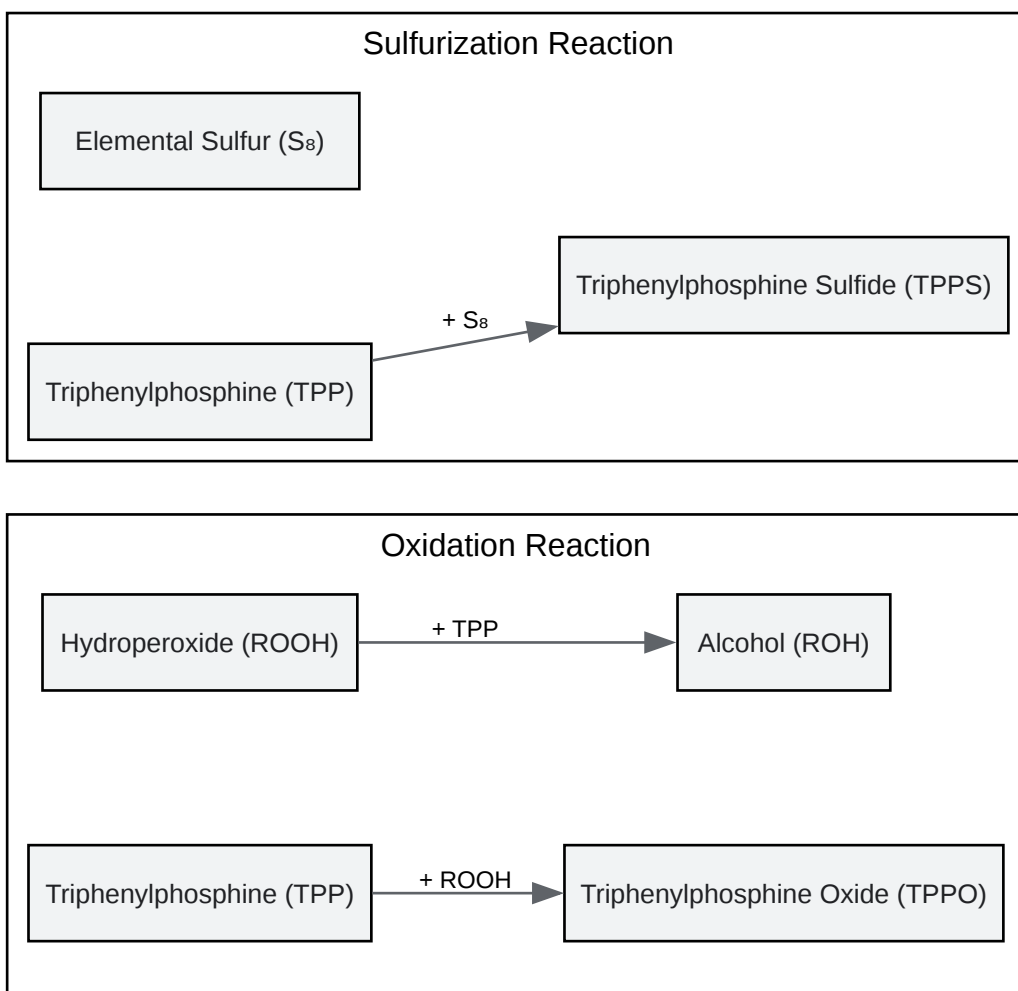 Sulfurization Reaction
Elemental Sulfur (S₈)
Triphenylphosphine Sulfide (TPPS)
+ S₈
Triphenylphosphine (TPP)
Oxidation Reaction
Hydroperoxide (ROOH)
+ TPP
Alcohol (ROH)
Triphenylphosphine (TPP)
+ ROOH
Triphenylphosphine Oxide (TPPO)